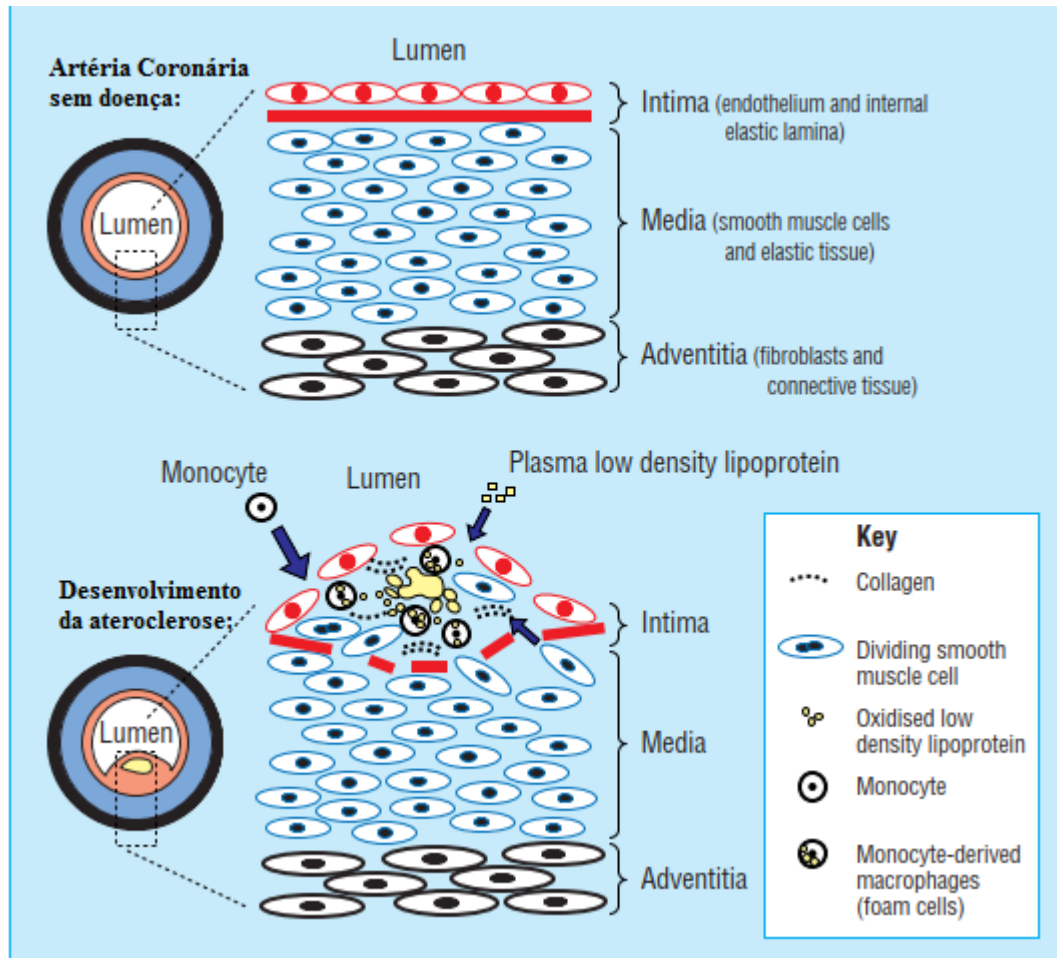 Lumen
Artéria Coronária
sem doença:
Intima (endothelium and internal
elastic lamina)
Lumen
Media (smooth muscle cells
and elastic tissue)
Adventitia (fibroblasts and
connective tissue)
Monocyte
Lumen
Plasma low density lipoprotein
Key
Collagen
Desenvolvimento
da ateroclerose;
Intima
Dividing smooth
muscle cell
Lumen
Media
Oxidised low
density lipoprotein
Monocyte
Adventitia
Monocyte-derived
macrophages
(foam cells)